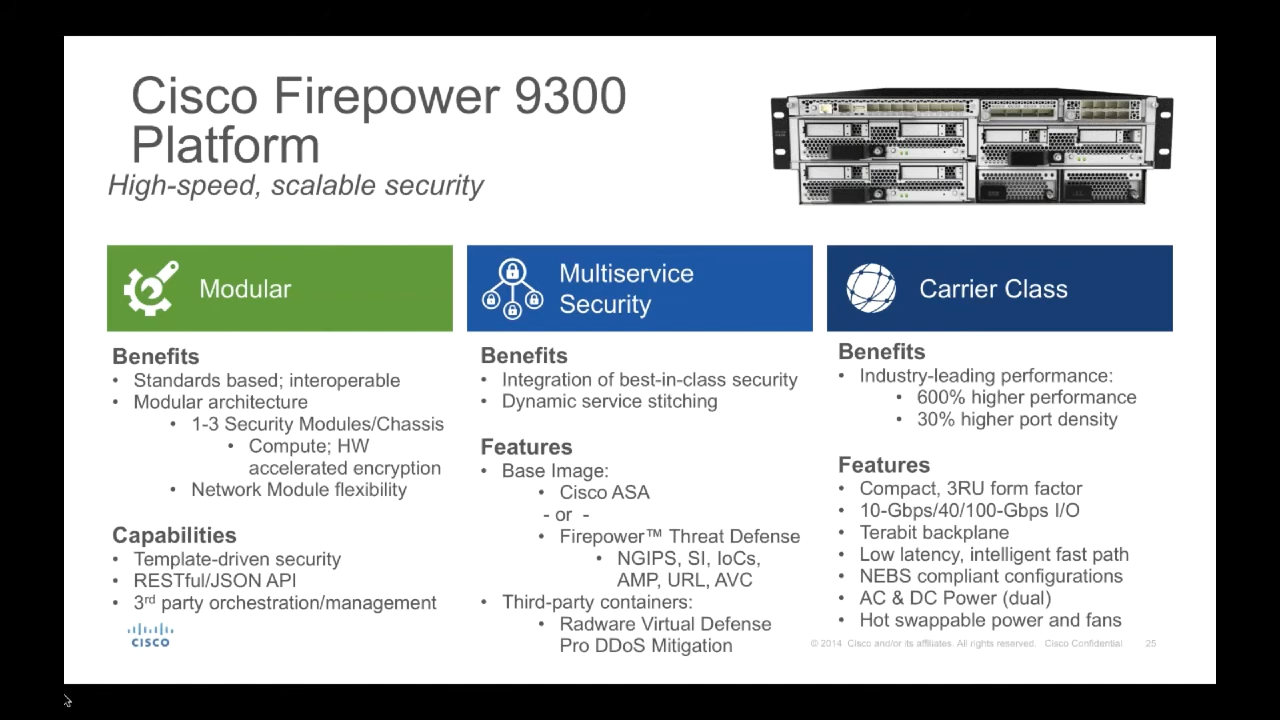 Cisco Firepower 9300
Platform
High-speed, scalable security
Modular
Benefits
• Standards based; interoperable
• Modular architecture
• 1-3 Security Modules/Chassis
• Compute; HW
accelerated encryption
• Network Module flexibility
Capabilities
• Template-driven security
• RESTful/JSON API
• 3rd party orchestration/management
Multiservice
Security
Benefits
• Integration of best-in-class security
• Dynamic service stitching
Features
• Base Image:
• Cisco ASA
- or -
• Firepower™ Threat Defense
• NGIPS, SI, IoCs,
AMP, URL, AVC
• Third-party containers:
• Radware Virtual Defense
Pro DDoS Mitigation
Carrier Class
Benefits
• Industry-leading performance:
• 600% higher performance
• 30% higher port density
Features
• Compact, 3RU form factor
• 10-Gbps/40/100-Gbps I/O
• Terabit backplane
• Low latency, intelligent fast path
• NEBS compliant configurations
• AC & DC Power (dual)
• Hot swappable power and fans
CISCO
© 2014 Cisco and/or its affiliates. All rights reserved. Cisco Confidential 25